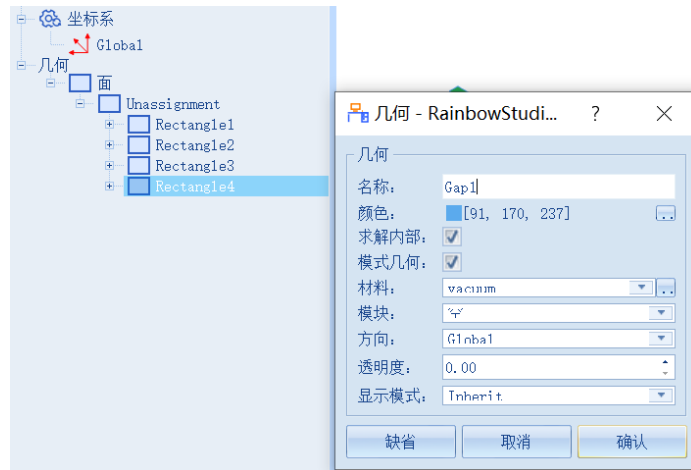 坐标系
Global
几何
面
Unassignment
Rectangle1
Rectangle2
Rectangle3
Rectangle4
几何 - RainbowStudi... ?
几何
名称: Gap1
颜色: [91, 170, 237] ..
求解内部:
模式几何:
材料: vacuum ..
模块:
方向: Global
透明度: 0.00
显示模式: Inherit
缺省 取消 确认